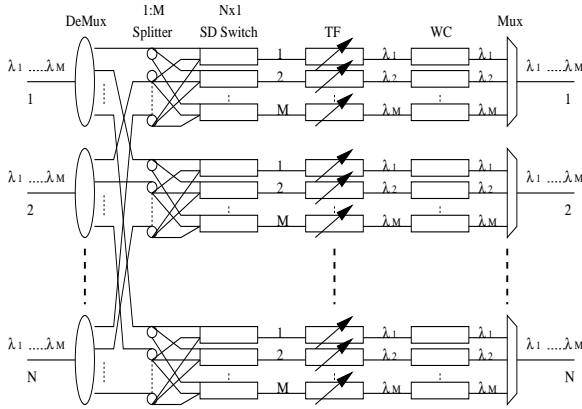 DeMux 1:M Splitter Nx1 SD Switch TF WC Mux
λ1 .....λM 1 λ1 λ1 λ1 .....λM
1 2 λ2 λ2 1
M λM λM
λ1 .....λM 1 λ1 λ1 λ1 .....λM
2 2 λ2 λ2 2
M λM λM
λ1 .....λM 1 λ1 λ1 λ1 .....λM
N 2 λ2 λ2 N
M λM λM